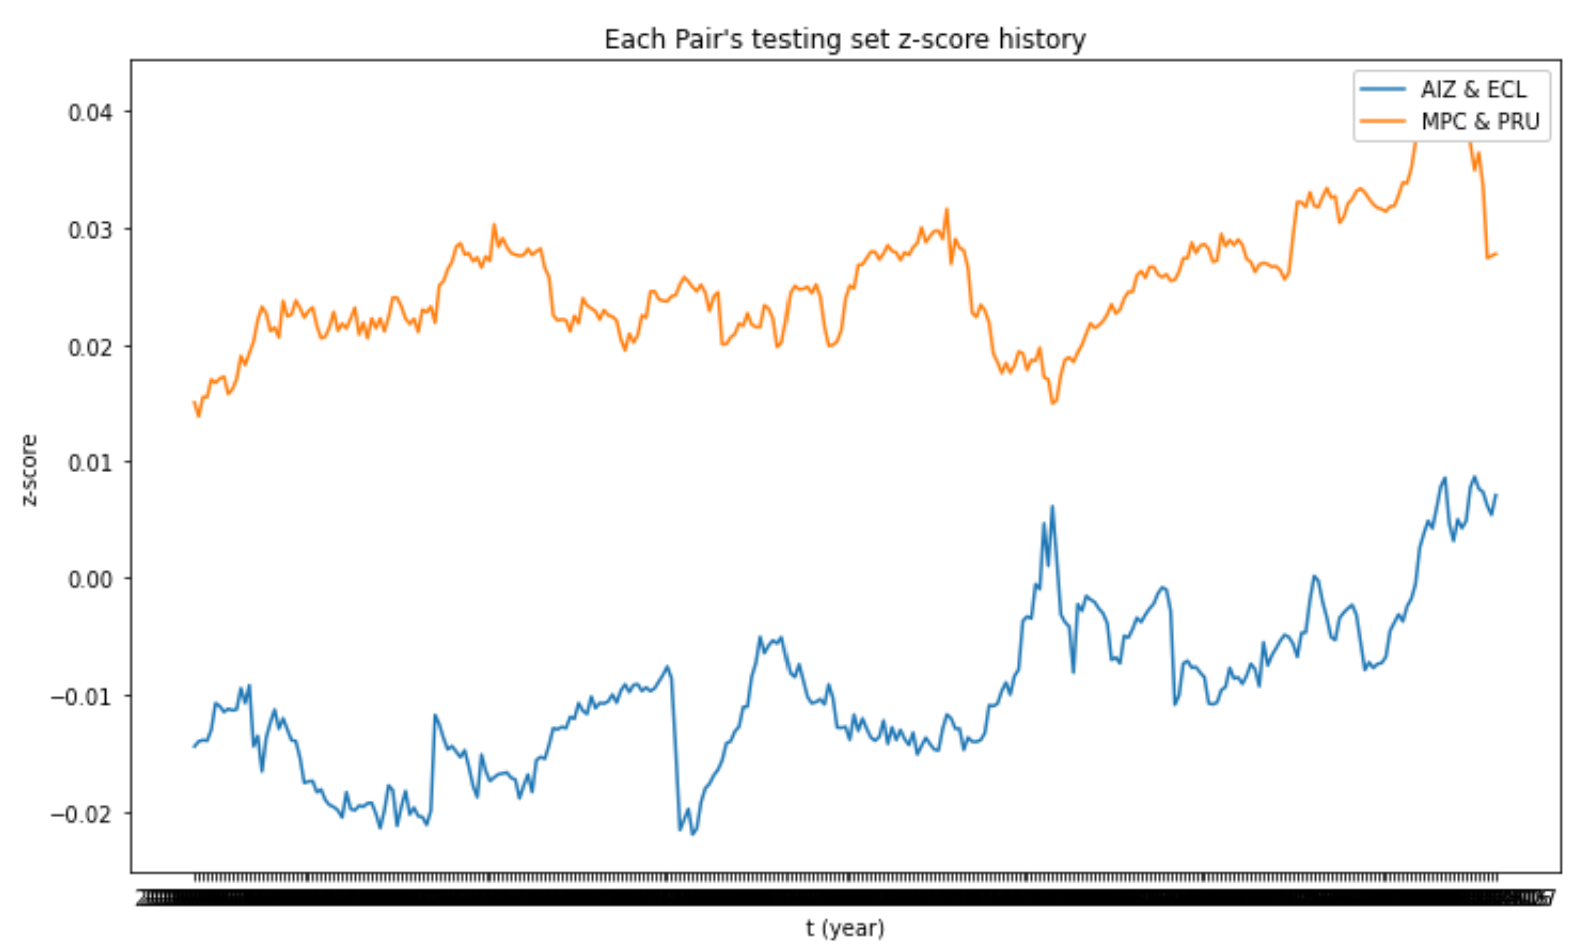 Each Pair's testing set z-score history
AIZ & ECL
MPC & PRU
0.04
0.03
0.02
0.01
0.00
−0.01
−0.02
z-score
t (year)